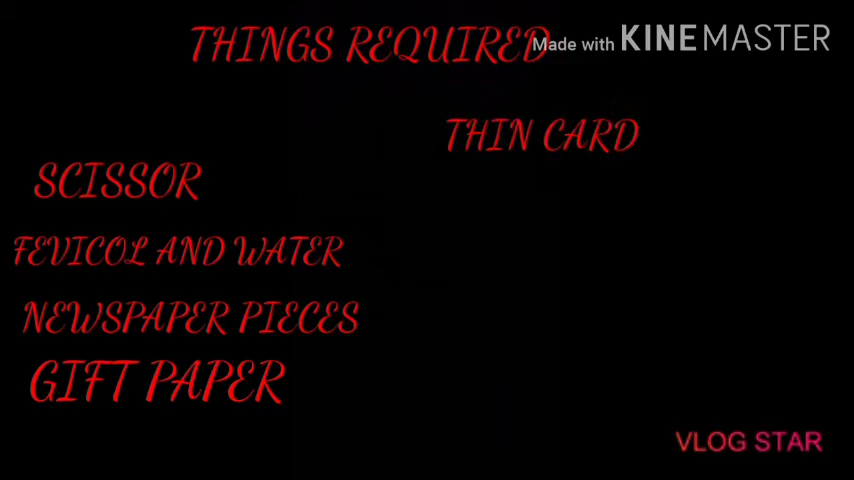 THINGS REQUIRED
Made with KINEMASTER
THIN CARD
SCISSOR
FEVICOL AND WATER
NEWSPAPER PIECES
GIFT PAPER
VLOG STAR